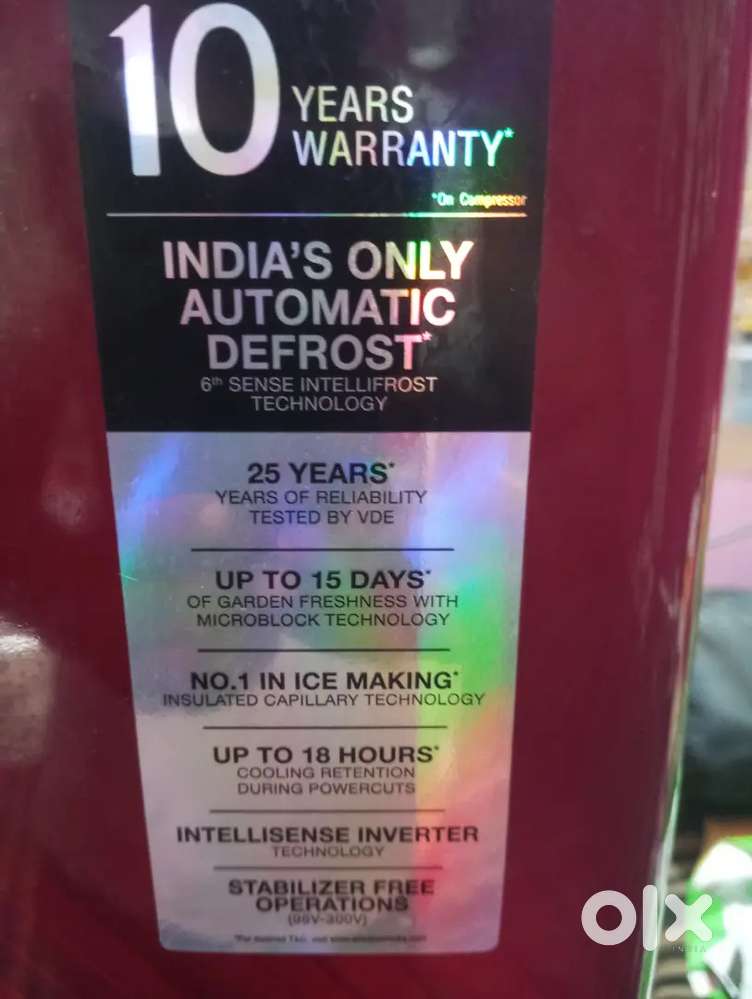 10 YEARS
WARRANTY*
*On Compressor
INDIA'S ONLY
AUTOMATIC
DEFROST*
6th SENSE INTELLIFROST
TECHNOLOGY
25 YEARS*
YEARS OF RELIABILITY
TESTED BY VDE
UP TO 15 DAYS*
OF GARDEN FRESHNESS WITH
MICROBLOCK TECHNOLOGY
NO.1 IN ICE MAKING*
INSULATED CAPILLARY TECHNOLOGY
UP TO 18 HOURS*
COOLING RETENTION
DURING POWERCUTS
INTELLISENSE INVERTER
TECHNOLOGY
STABILIZER FREE
OPERATIONS
olx
INDIA